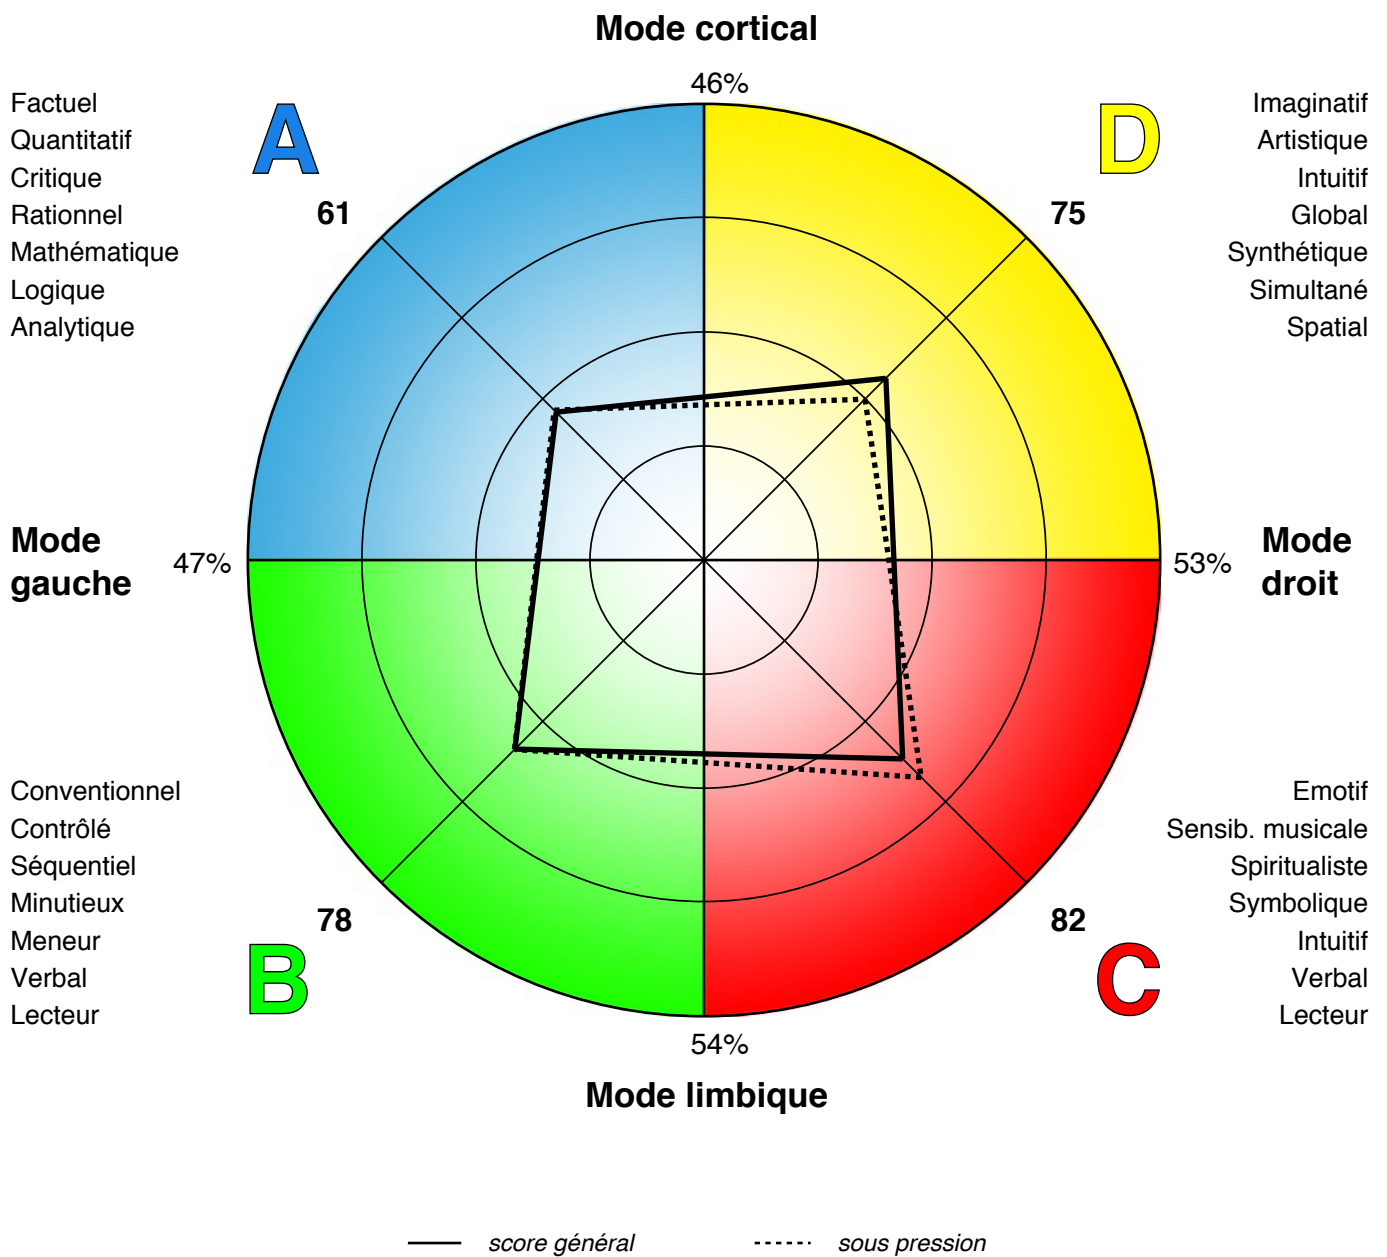 Mode cortical
46%
Factuel
Quantitatif
Critique
Rationnel
Mathématique
Logique
Analytique
A
61
D
75
Imaginatif
Artistique
Intuitif
Global
Synthétique
Simultané
Spatial
Mode
gauche
47%
53%
Mode
droit
Conventionnel
Contrôlé
Séquentiel
Minutieux
Meneur
Verbal
Lecteur
78
B
82
C
Emotif
Sensib. musicale
Spiritualiste
Symbolique
Intuitif
Verbal
Lecteur
54%
Mode limbique
score général
sous pression